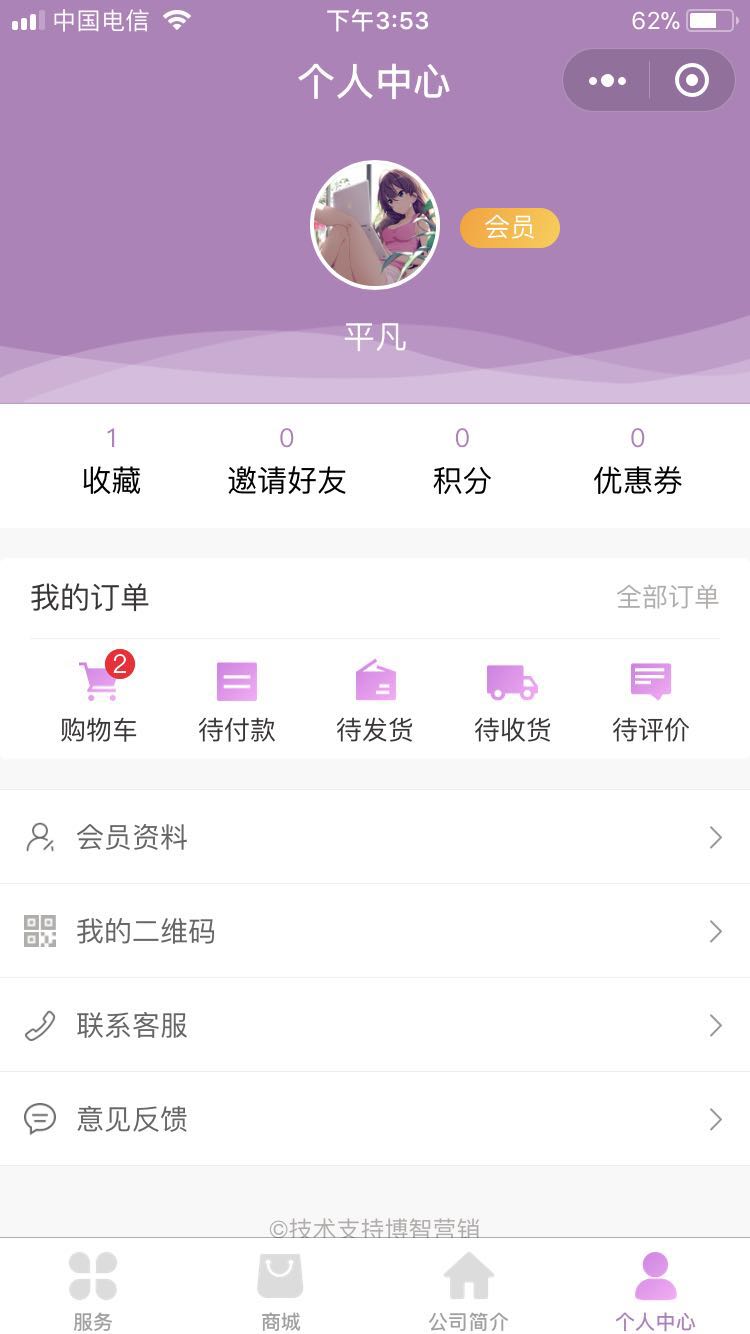 中国电信 下午3:53 62%
个人中心
会员
平凡
1 0 0 0
收藏 邀请好友 积分 优惠券
我的订单 全部订单
2
购物车 待付款 待发货 待收货 待评价
会员资料
我的二维码
联系客服
意见反馈
©技术支持博智营销
服务 商城 公司简介 个人中心